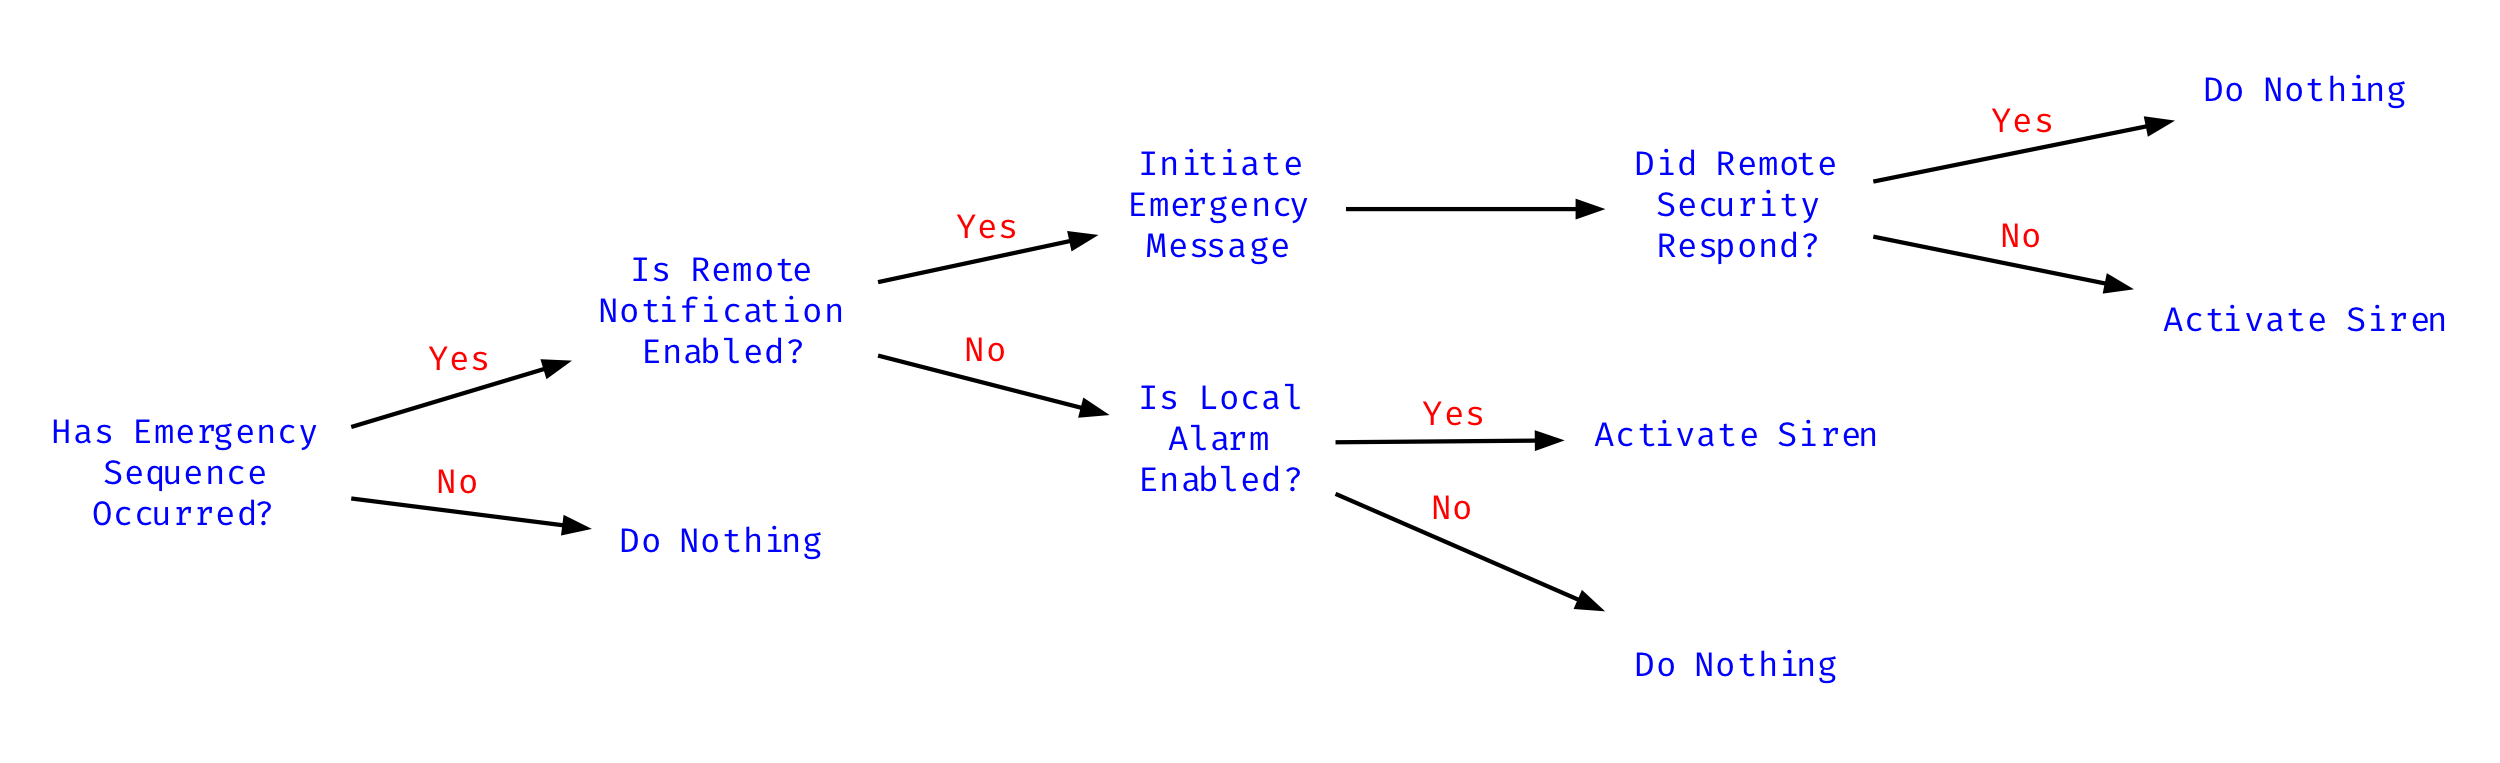 Has Emergency
Sequence
Occurred?
Yes
No
Is Remote
Notification
Enabled?
Do Nothing
Yes
No
Initiate
Emergency
Message
Is Local
Alarm
Enabled?
Yes
No
Did Remote
Security
Respond?
Activate Siren
Do Nothing
Yes
No
Do Nothing
Activate Siren